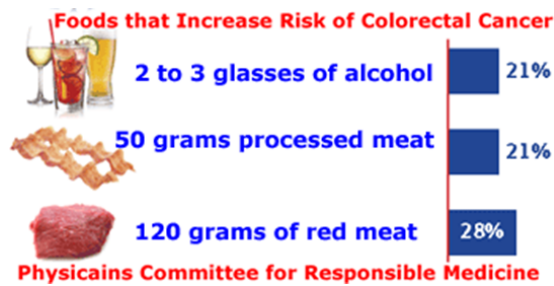 Foods that Increase Risk of Colorectal Cancer
2 to 3 glasses of alcohol 21%
50 grams processed meat 21%
120 grams of red meat 28%
Physicains Committee for Responsible Medicine